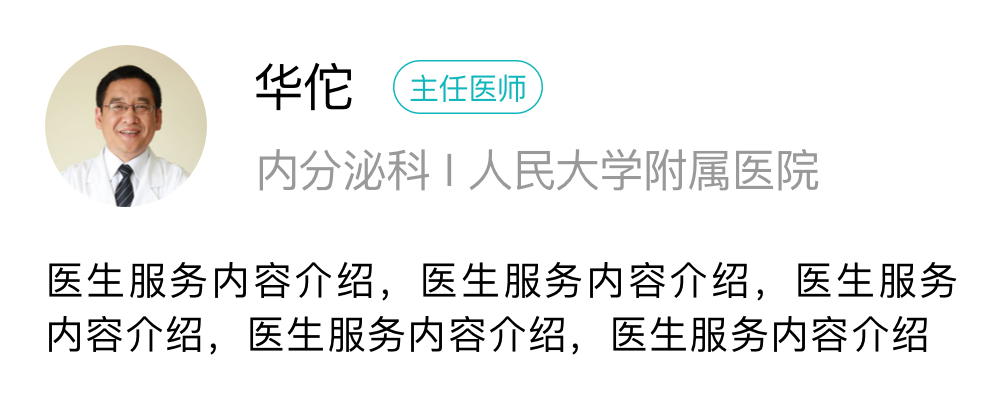 华佗 主任医师
内分泌科 | 人民大学附属医院
医生服务内容介绍，医生服务内容介绍，医生服务
内容介绍，医生服务内容介绍，医生服务内容介绍